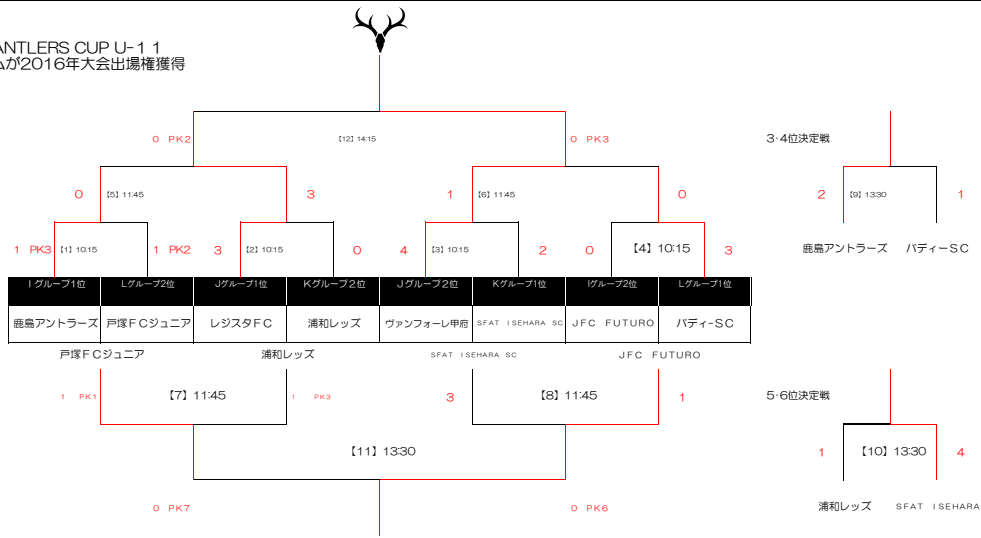 ANTLERS CUP U-11
ムが2016年大会出場権獲得
0 PK2 【12】14:15 0 PK3 3・4位決定戦
0 【5】11:45 3 1 【6】11:45 0 2 【9】13:30 1
1 PK3 【1】10:15 1 PK2 3 【2】10:15 0 4 【3】10:15 2 0 【4】10:15 3 鹿島アントラーズ バディーSC
Iグループ1位 Lグループ2位 Jグループ1位 Kグループ2位 Jグループ2位 Kグループ1位 Iグループ2位 Lグループ1位
鹿島アントラーズ 戸塚FCジュニア レジスタFC 浦和レッズ ヴァンフォーレ甲府 SFAT ISEHARA SC JFC FUTURO バディ-SC
戸塚FCジュニア 浦和レッズ SFAT ISEHARA SC JFC FUTURO
1 PK1 【7】11:45 1 PK3 3 【8】11:45 1 5・6位決定戦
【11】13:30 1 【10】13:30 4
0 PK7 0 PK6 浦和レッズ SFAT ISEHARA